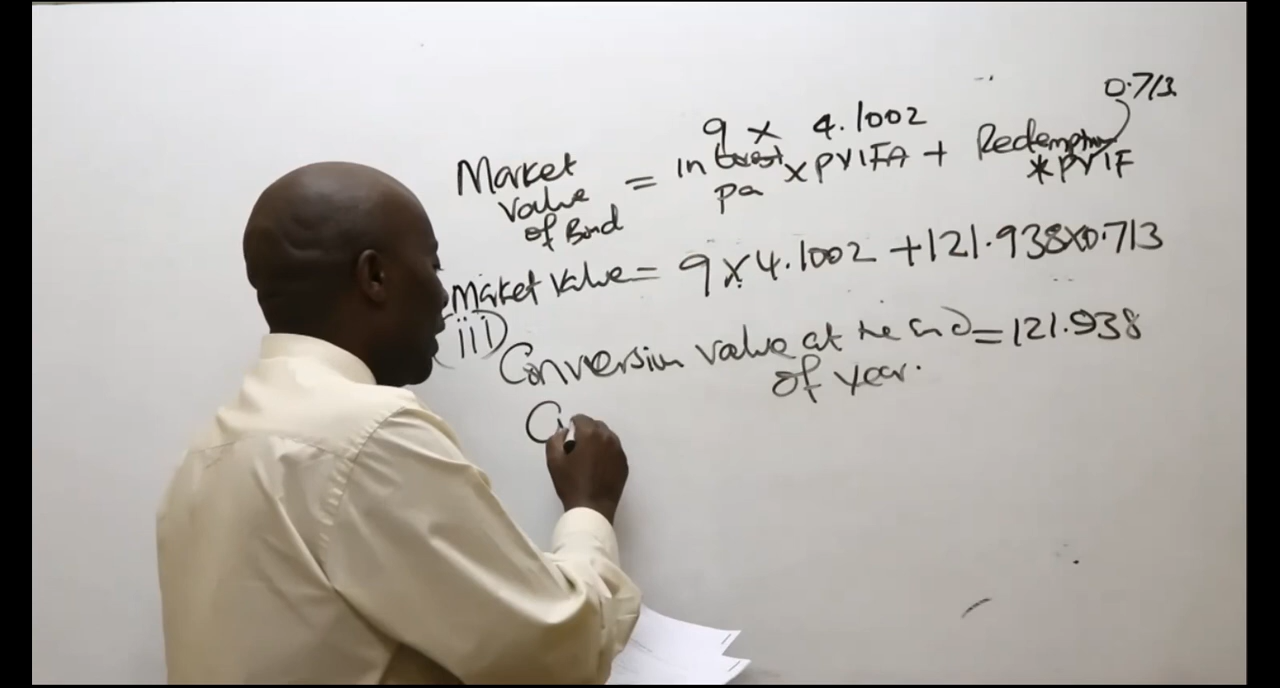 0.713
9 × 4.1002
Market value of Bond = interest pa × PVIFA + Redemption * PVIF
Market value = 9 × 4.1002 + 121.938×0.713
(iii)
Conversion value at the end of year. = 121.938
C